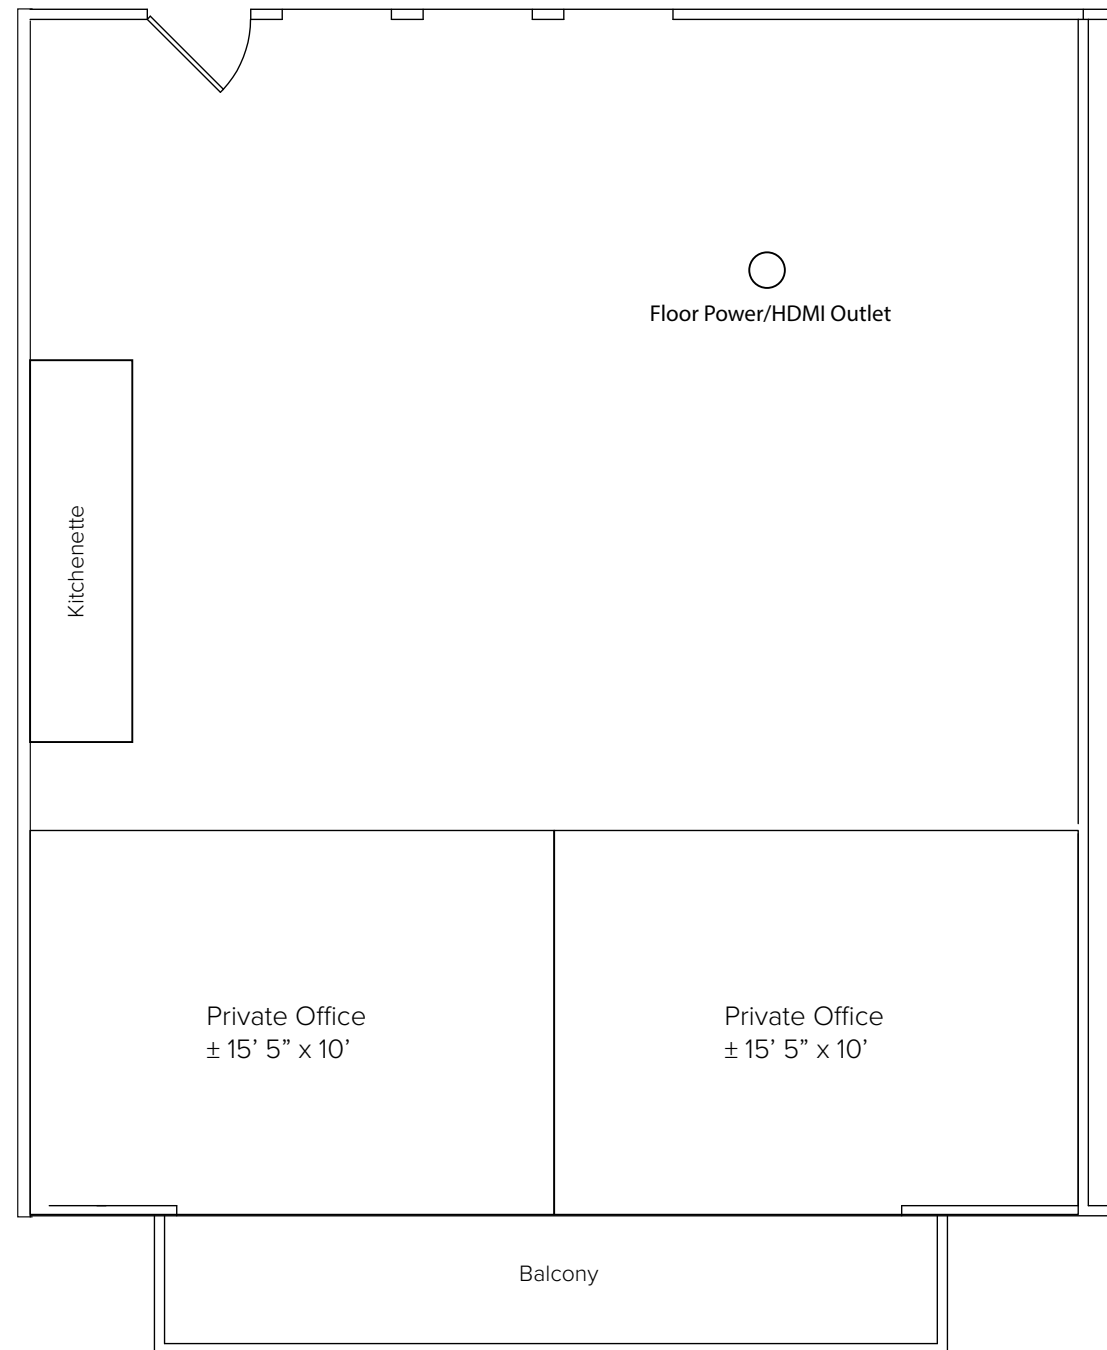 Floor Power/HDMI Outlet
Kitchenette
Private Office
± 15’ 5” x 10’
Private Office
± 15’ 5” x 10’
Balcony